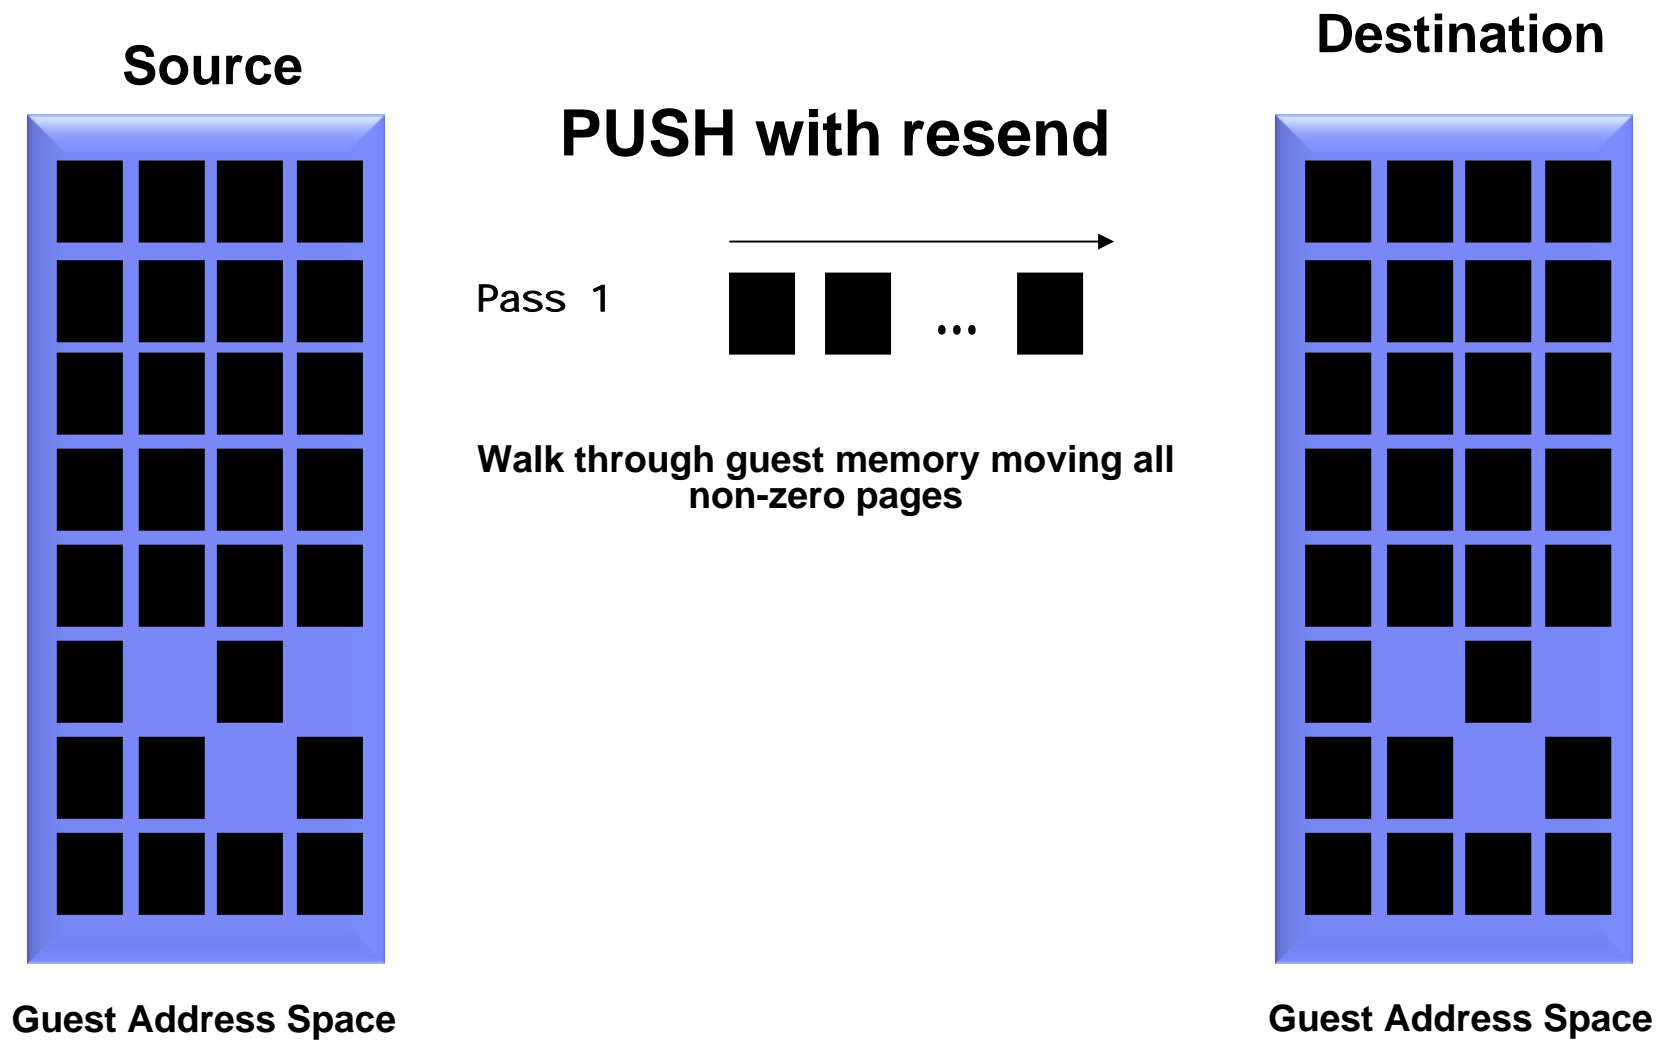 Source
Destination
PUSH with resend
Pass 1
...
Walk through guest memory moving all
non-zero pages
Guest Address Space
Guest Address Space